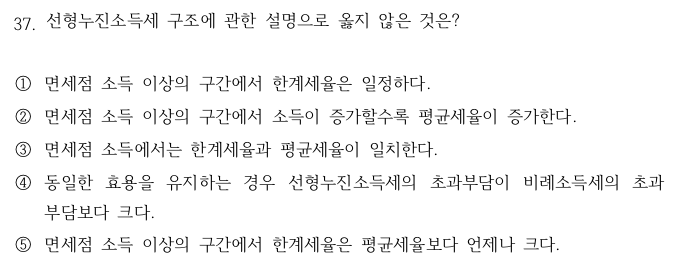 37. 선형누진소득세 구조에 관한 설명으로 옳지 않은 것은?
① 면세점 소득 이상의 구간에서 한계세율은 일정하다.
② 면세점 소득 이상의 구간에서 소득이 증가할수록 평균세율이 증가한다.
③ 면세점 소득에서는 한계세율과 평균세율이 일치한다.
④ 동일한 효용을 유지하는 경우 선형누진소득세의 초과부담이 비례소득세의 초과
부담보다 크다.
⑤ 면세점 소득 이상의 구간에서 한계세율은 평균세율보다 언제나 크다.